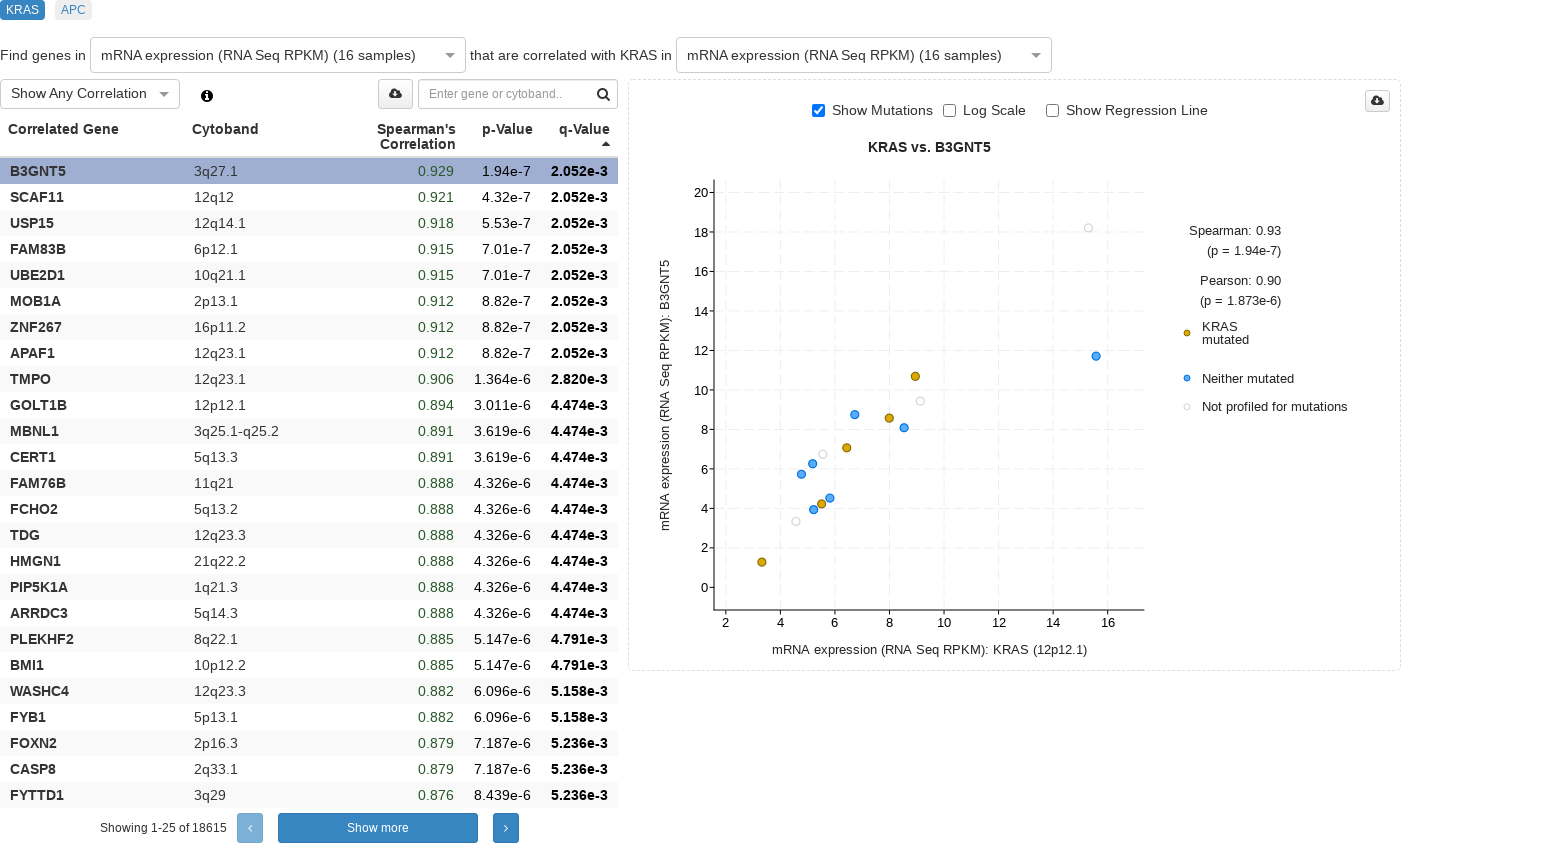 KRAS APC
Find genes in mRNA expression (RNA Seq RPKM) (16 samples) that are correlated with KRAS in mRNA expression (RNA Seq RPKM) (16 samples)
Show Any Correlation
Enter gene or cytoband..
Correlated Gene Cytoband Spearman's Correlation p-Value q-Value
B3GNT5 3q27.1 0.929 1.94e-7 2.052e-3
SCAF11 12q12 0.921 4.32e-7 2.052e-3
USP15 12q14.1 0.918 5.53e-7 2.052e-3
FAM83B 6p12.1 0.915 7.01e-7 2.052e-3
UBE2D1 10q21.1 0.915 7.01e-7 2.052e-3
MOB1A 2p13.1 0.912 8.82e-7 2.052e-3
ZNF267 16p11.2 0.912 8.82e-7 2.052e-3
APAF1 12q23.1 0.912 8.82e-7 2.052e-3
TMPO 12q23.1 0.906 1.364e-6 2.820e-3
GOLT1B 12p12.1 0.894 3.011e-6 4.474e-3
MBNL1 3q25.1-q25.2 0.891 3.619e-6 4.474e-3
CERT1 5q13.3 0.891 3.619e-6 4.474e-3
FAM76B 11q21 0.888 4.326e-6 4.474e-3
FCHO2 5q13.2 0.888 4.326e-6 4.474e-3
TDG 12q23.3 0.888 4.326e-6 4.474e-3
HMGN1 21q22.2 0.888 4.326e-6 4.474e-3
PIP5K1A 1q21.3 0.888 4.326e-6 4.474e-3
ARRDC3 5q14.3 0.888 4.326e-6 4.474e-3
PLEKHF2 8q22.1 0.885 5.147e-6 4.791e-3
BMI1 10p12.2 0.885 5.147e-6 4.791e-3
WASHC4 12q23.3 0.882 6.096e-6 5.158e-3
FYB1 5p13.1 0.882 6.096e-6 5.158e-3
FOXN2 2p16.3 0.879 7.187e-6 5.236e-3
CASP8 2q33.1 0.879 7.187e-6 5.236e-3
FYTTD1 3q29 0.876 8.439e-6 5.236e-3
Showing 1-25 of 18615 Show more
Show Mutations Log Scale Show Regression Line
KRAS vs. B3GNT5
mRNA expression (RNA Seq RPKM): B3GNT5
20
18
16
14
12
10
8
6
4
2
0
2 4 6 8 10 12 14 16
mRNA expression (RNA Seq RPKM): KRAS (12p12.1)
Spearman: 0.93
(p = 1.94e-7)
Pearson: 0.90
(p = 1.873e-6)
KRAS
mutated
Neither mutated
Not profiled for mutations